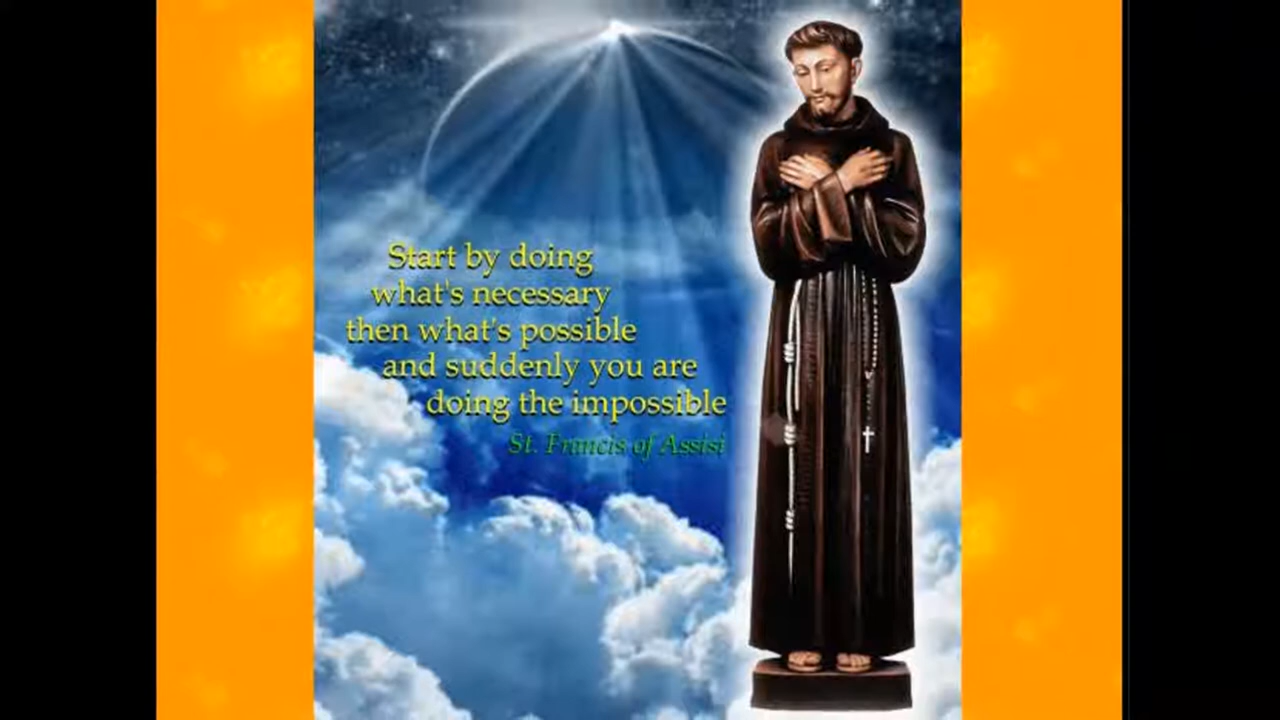 Start by doing
what's necessary
then what's possible
and suddenly you are
doing the impossible
St. Francis of Assisi